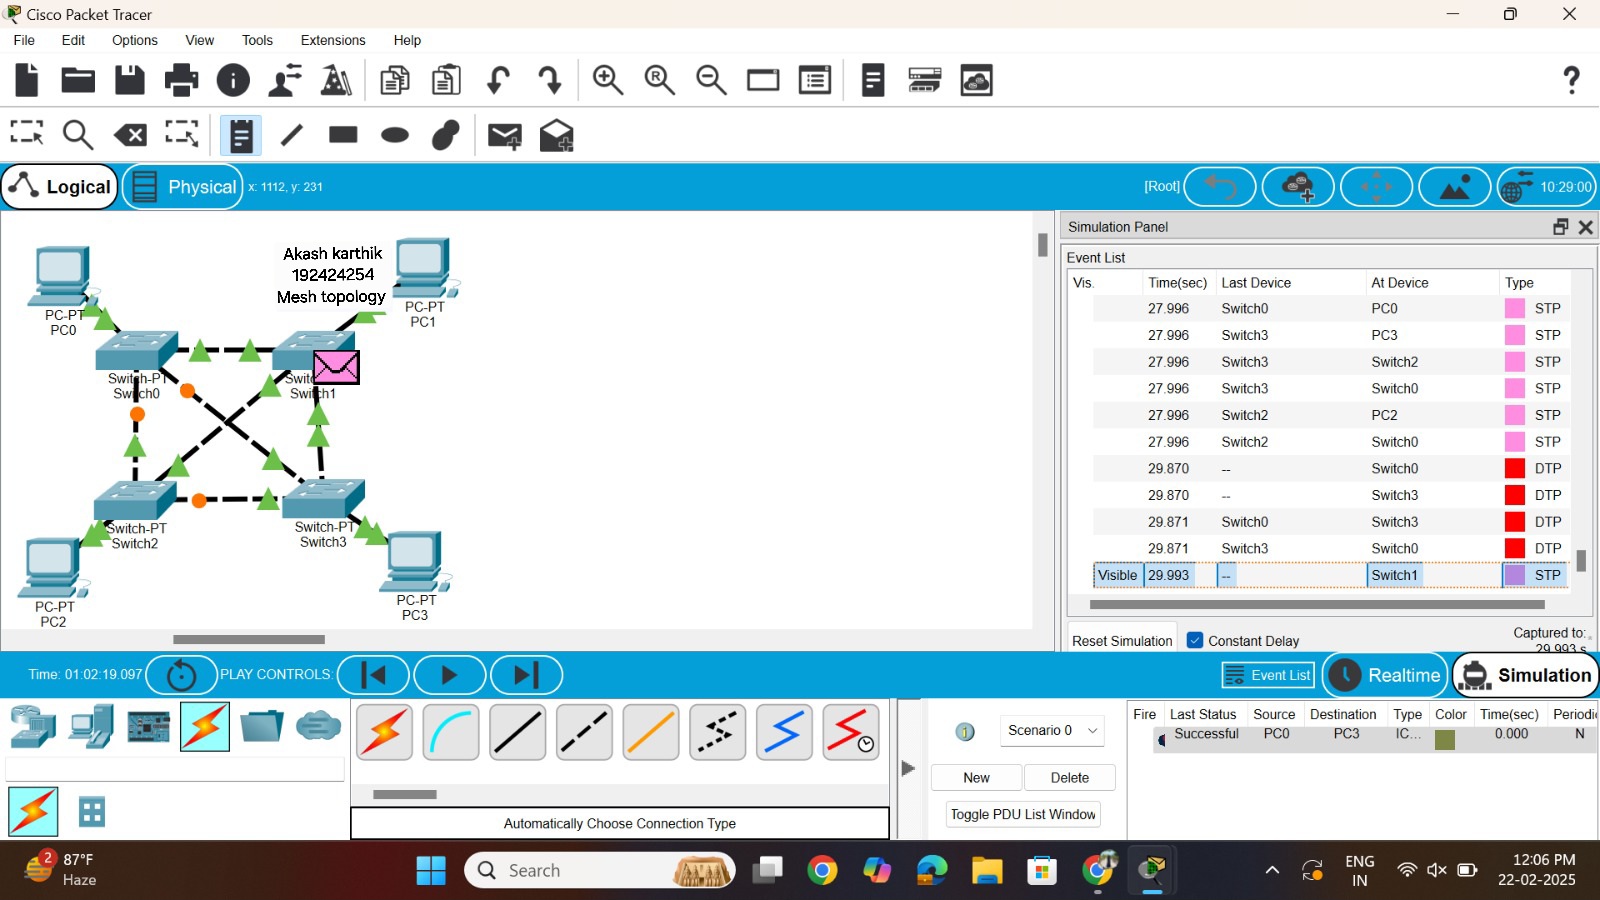 Cisco Packet Tracer
File Edit Options View Tools Extensions Help
Logical Physical x: 1112, y: 231 [Root] 10:29:00
Akash karthik
192424254
Mesh topology
PC-PT
PC0
PC-PT
PC1
Switch-PT
Switch0
Switch1
Switch-PT
Switch2
Switch-PT
Switch3
PC-PT
PC2
PC-PT
PC3
Simulation Panel
Event List
Vis. Time(sec) Last Device At Device Type
27.996 Switch0 PC0 STP
27.996 Switch3 PC3 STP
27.996 Switch3 Switch2 STP
27.996 Switch3 Switch0 STP
27.996 Switch2 PC2 STP
27.996 Switch2 Switch0 STP
29.870 -- Switch0 DTP
29.870 -- Switch3 DTP
29.871 Switch0 Switch3 DTP
29.871 Switch3 Switch0 DTP
Visible 29.993 -- Switch1 STP
Reset Simulation Constant Delay Captured to:
29.993 s
Time: 01:02:19.097 PLAY CONTROLS: Event List Realtime Simulation
Automatically Choose Connection Type
Scenario 0
New Delete
Toggle PDU List Window
Fire Last Status Source Destination Type Color Time(sec) Periodi
Successful PC0 PC3 IC... 0.000 N
2
87°F
Haze
Search
ENG
IN
12:06 PM
22-02-2025